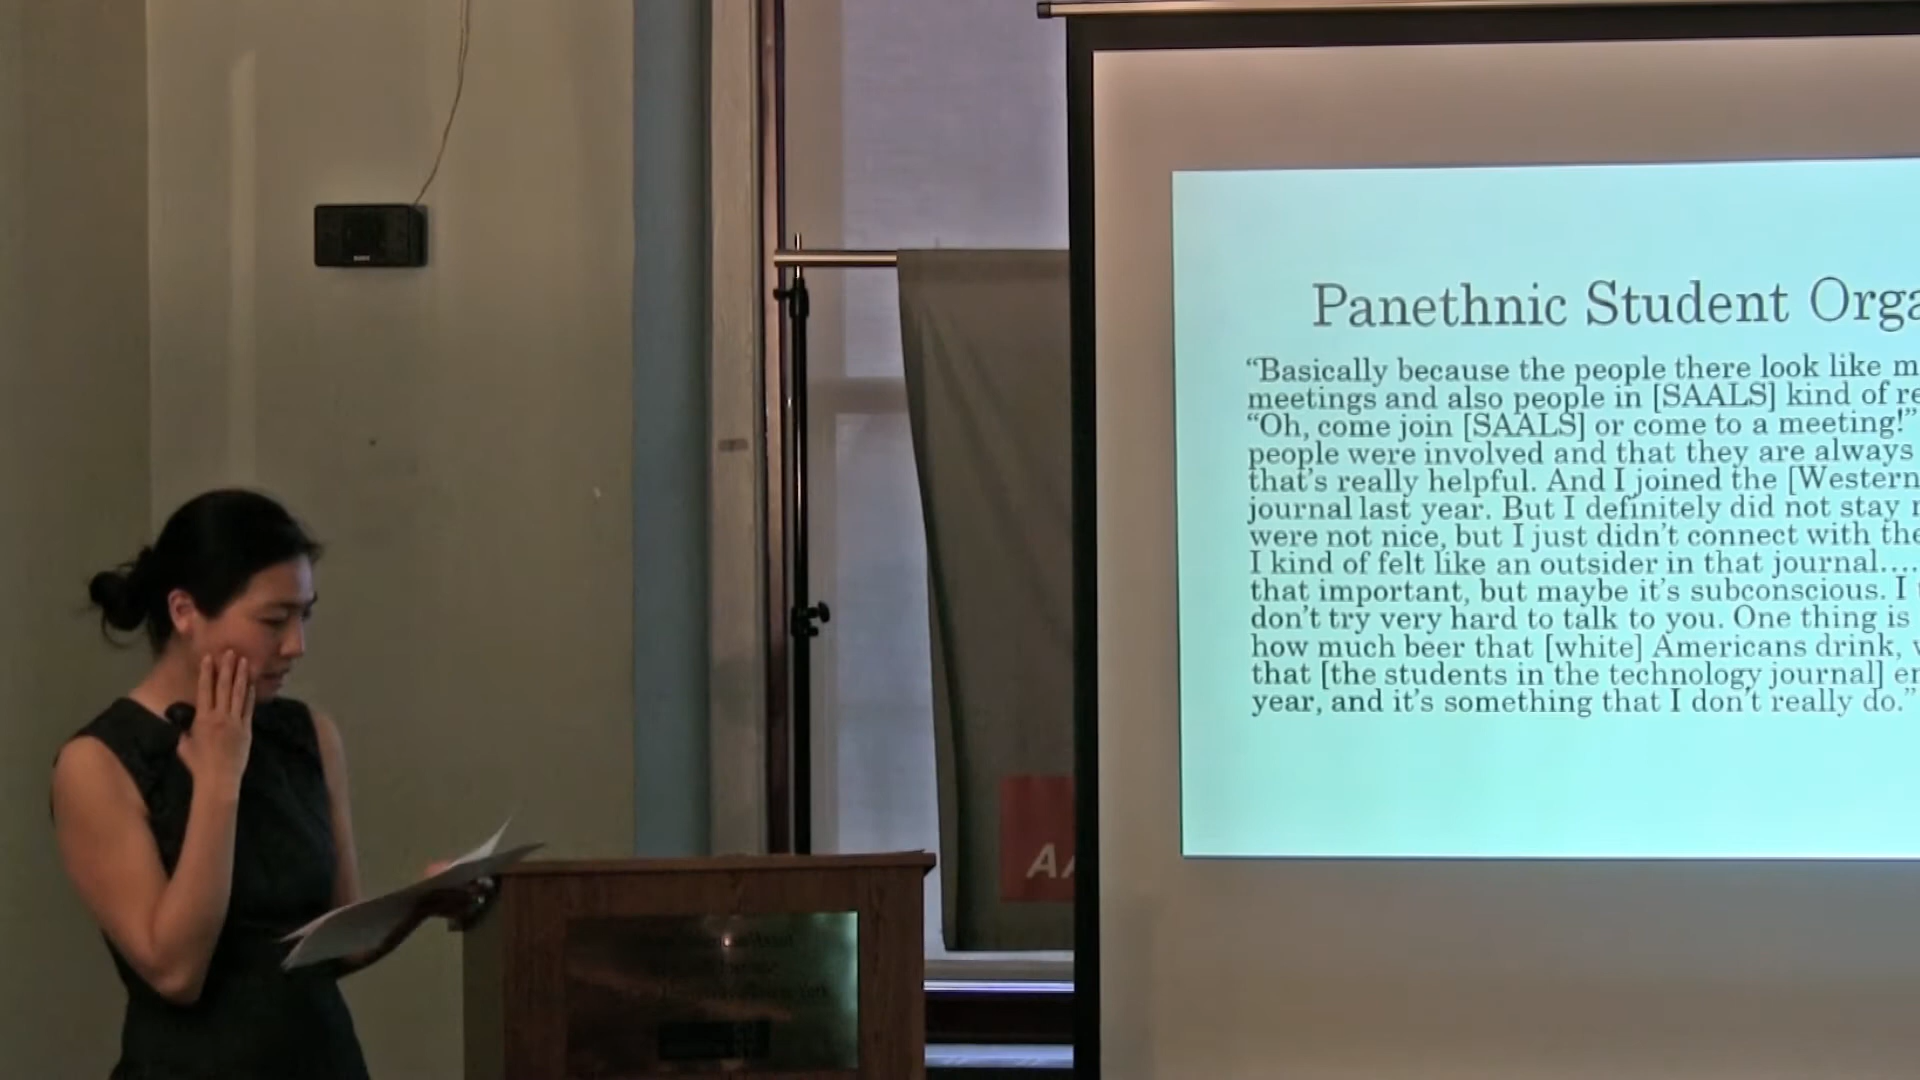 Panethnic Student Orga
“Basically because the people there look like m
meetings and also people in [SAALS] kind of re
“Oh, come join [SAALS] or come to a meeting!”
people were involved and that they are always
that’s really helpful. And I joined the [Western
journal last year. But I definitely did not stay
were not nice, but I just didn’t connect with the
I kind of felt like an outsider in that journal....
that important, but maybe it’s subconscious. I
don’t try very hard to talk to you. One thing is
how much beer that [white] Americans drink,
that [the students in the technology journal] en
year, and it’s something that I don’t really do.”
SONY
AA